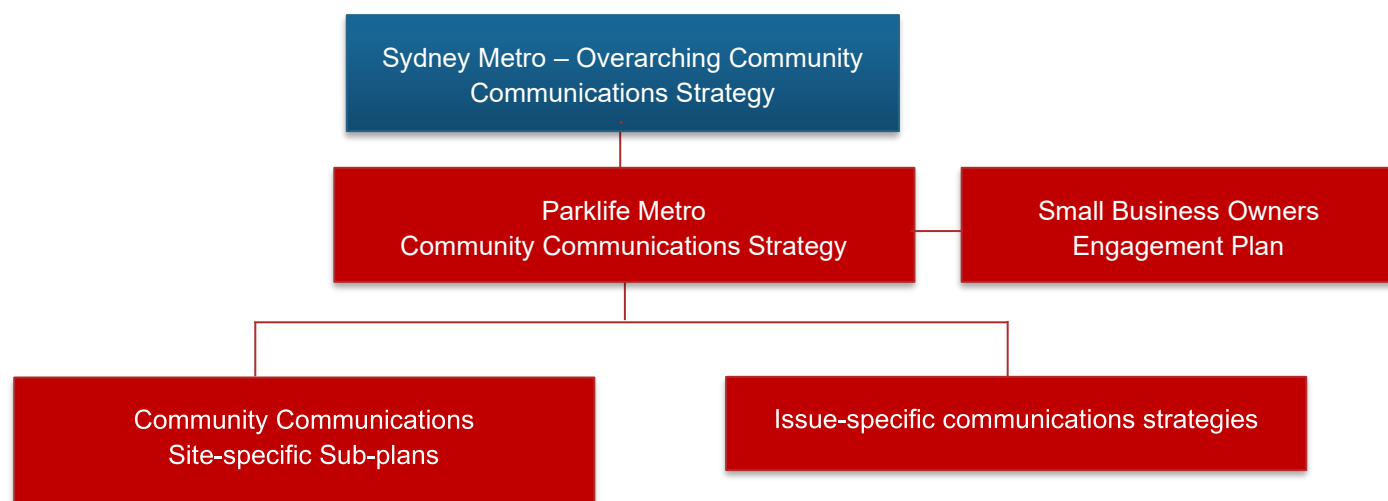 Sydney Metro – Overarching Community
Communications Strategy
Parklife Metro
Community Communications Strategy
Small Business Owners
Engagement Plan
Community Communications
Site-specific Sub-plans
Issue-specific communications strategies